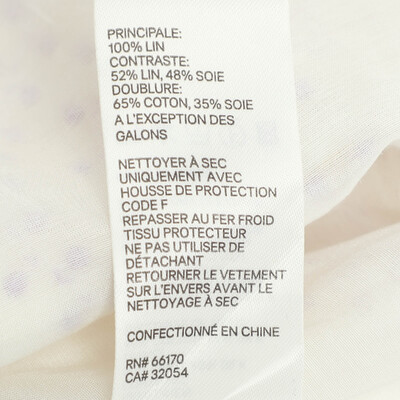 PRINCIPALE:
100% LIN
CONTRASTE:
52% LIN, 48% SOIE
DOUBLURE:
65% COTON, 35% SOIE
A L'EXCEPTION DES
GALONS
NETTOYER À SEC
UNIQUEMENT AVEC
HOUSSE DE PROTECTION
CODE F
REPASSER AU FER FROID
TISSU PROTECTEUR
NE PAS UTILISER DE
DÉTACHANT
RETOURNER LE VETEMENT
SUR L'ENVERS AVANT LE
NETTOYAGE À SEC
CONFECTIONNÉ EN CHINE
RN# 66170
CA# 32054